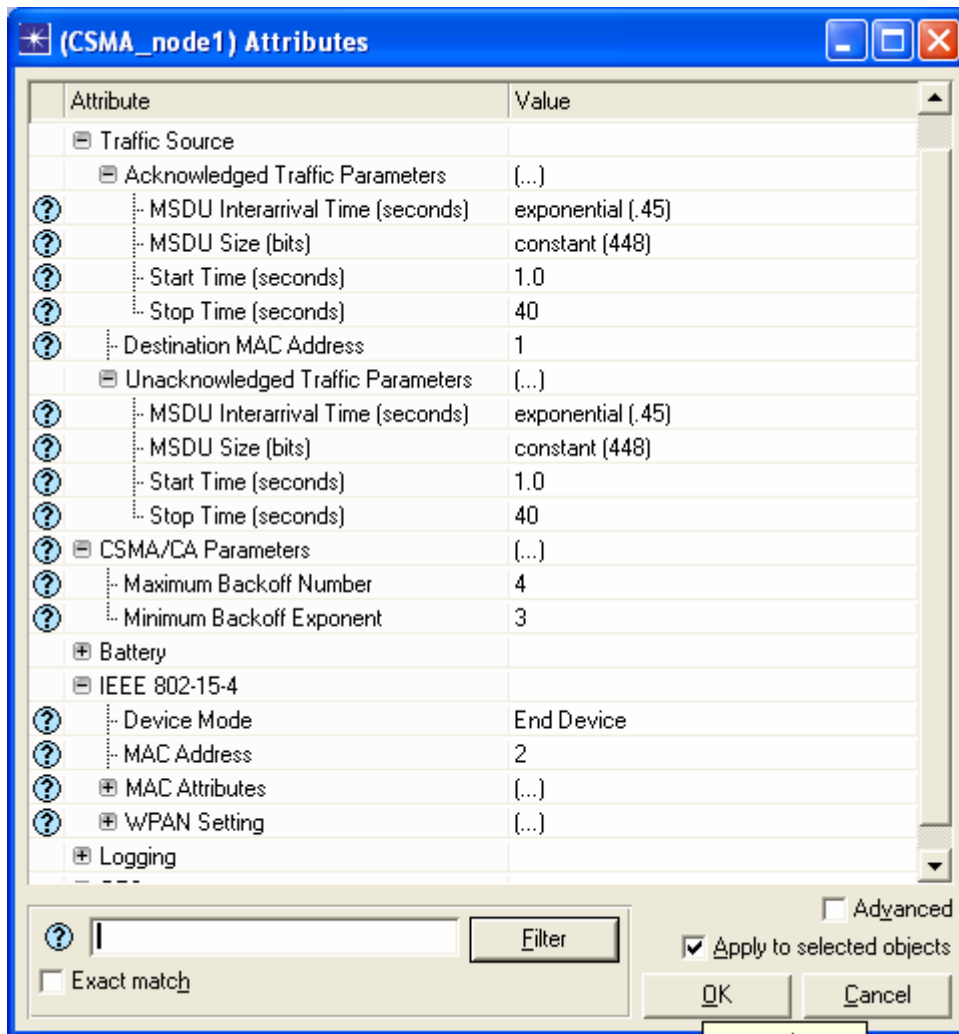 (CSMA_node1) Attributes
Attribute Value
Traffic Source
Acknowledged Traffic Parameters (...)
MSDU Interarrival Time (seconds) exponential (.45)
MSDU Size (bits) constant (448)
Start Time (seconds) 1.0
Stop Time (seconds) 40
Destination MAC Address 1
Unacknowledged Traffic Parameters (...)
MSDU Interarrival Time (seconds) exponential (.45)
MSDU Size (bits) constant (448)
Start Time (seconds) 1.0
Stop Time (seconds) 40
CSMA/CA Parameters (...)
Maximum Backoff Number 4
Minimum Backoff Exponent 3
Battery
IEEE 802-15-4
Device Mode End Device
MAC Address 2
MAC Attributes (...)
WPAN Setting (...)
Logging
Advanced
Filter
Apply to selected objects
Exact match
OK Cancel